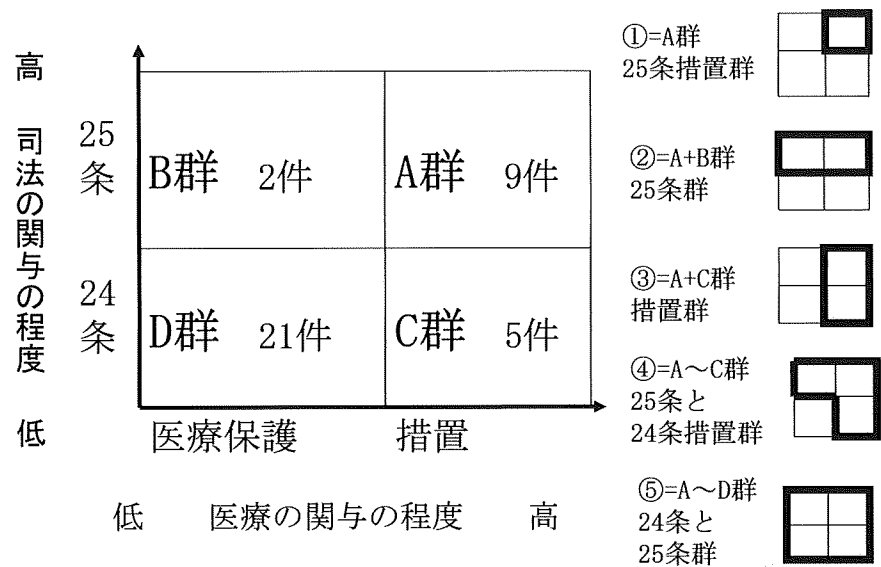 高 司法の関与の程度 低
25条
24条
B群 2件
A群 9件
D群 21件
C群 5件
医療保護 措置
低 医療の関与の程度 高
①=A群
25条措置群
②=A+B群
25条群
③=A+C群
措置群
④=A～C群
25条と
24条措置群
⑤=A～D群
24条と
25条群